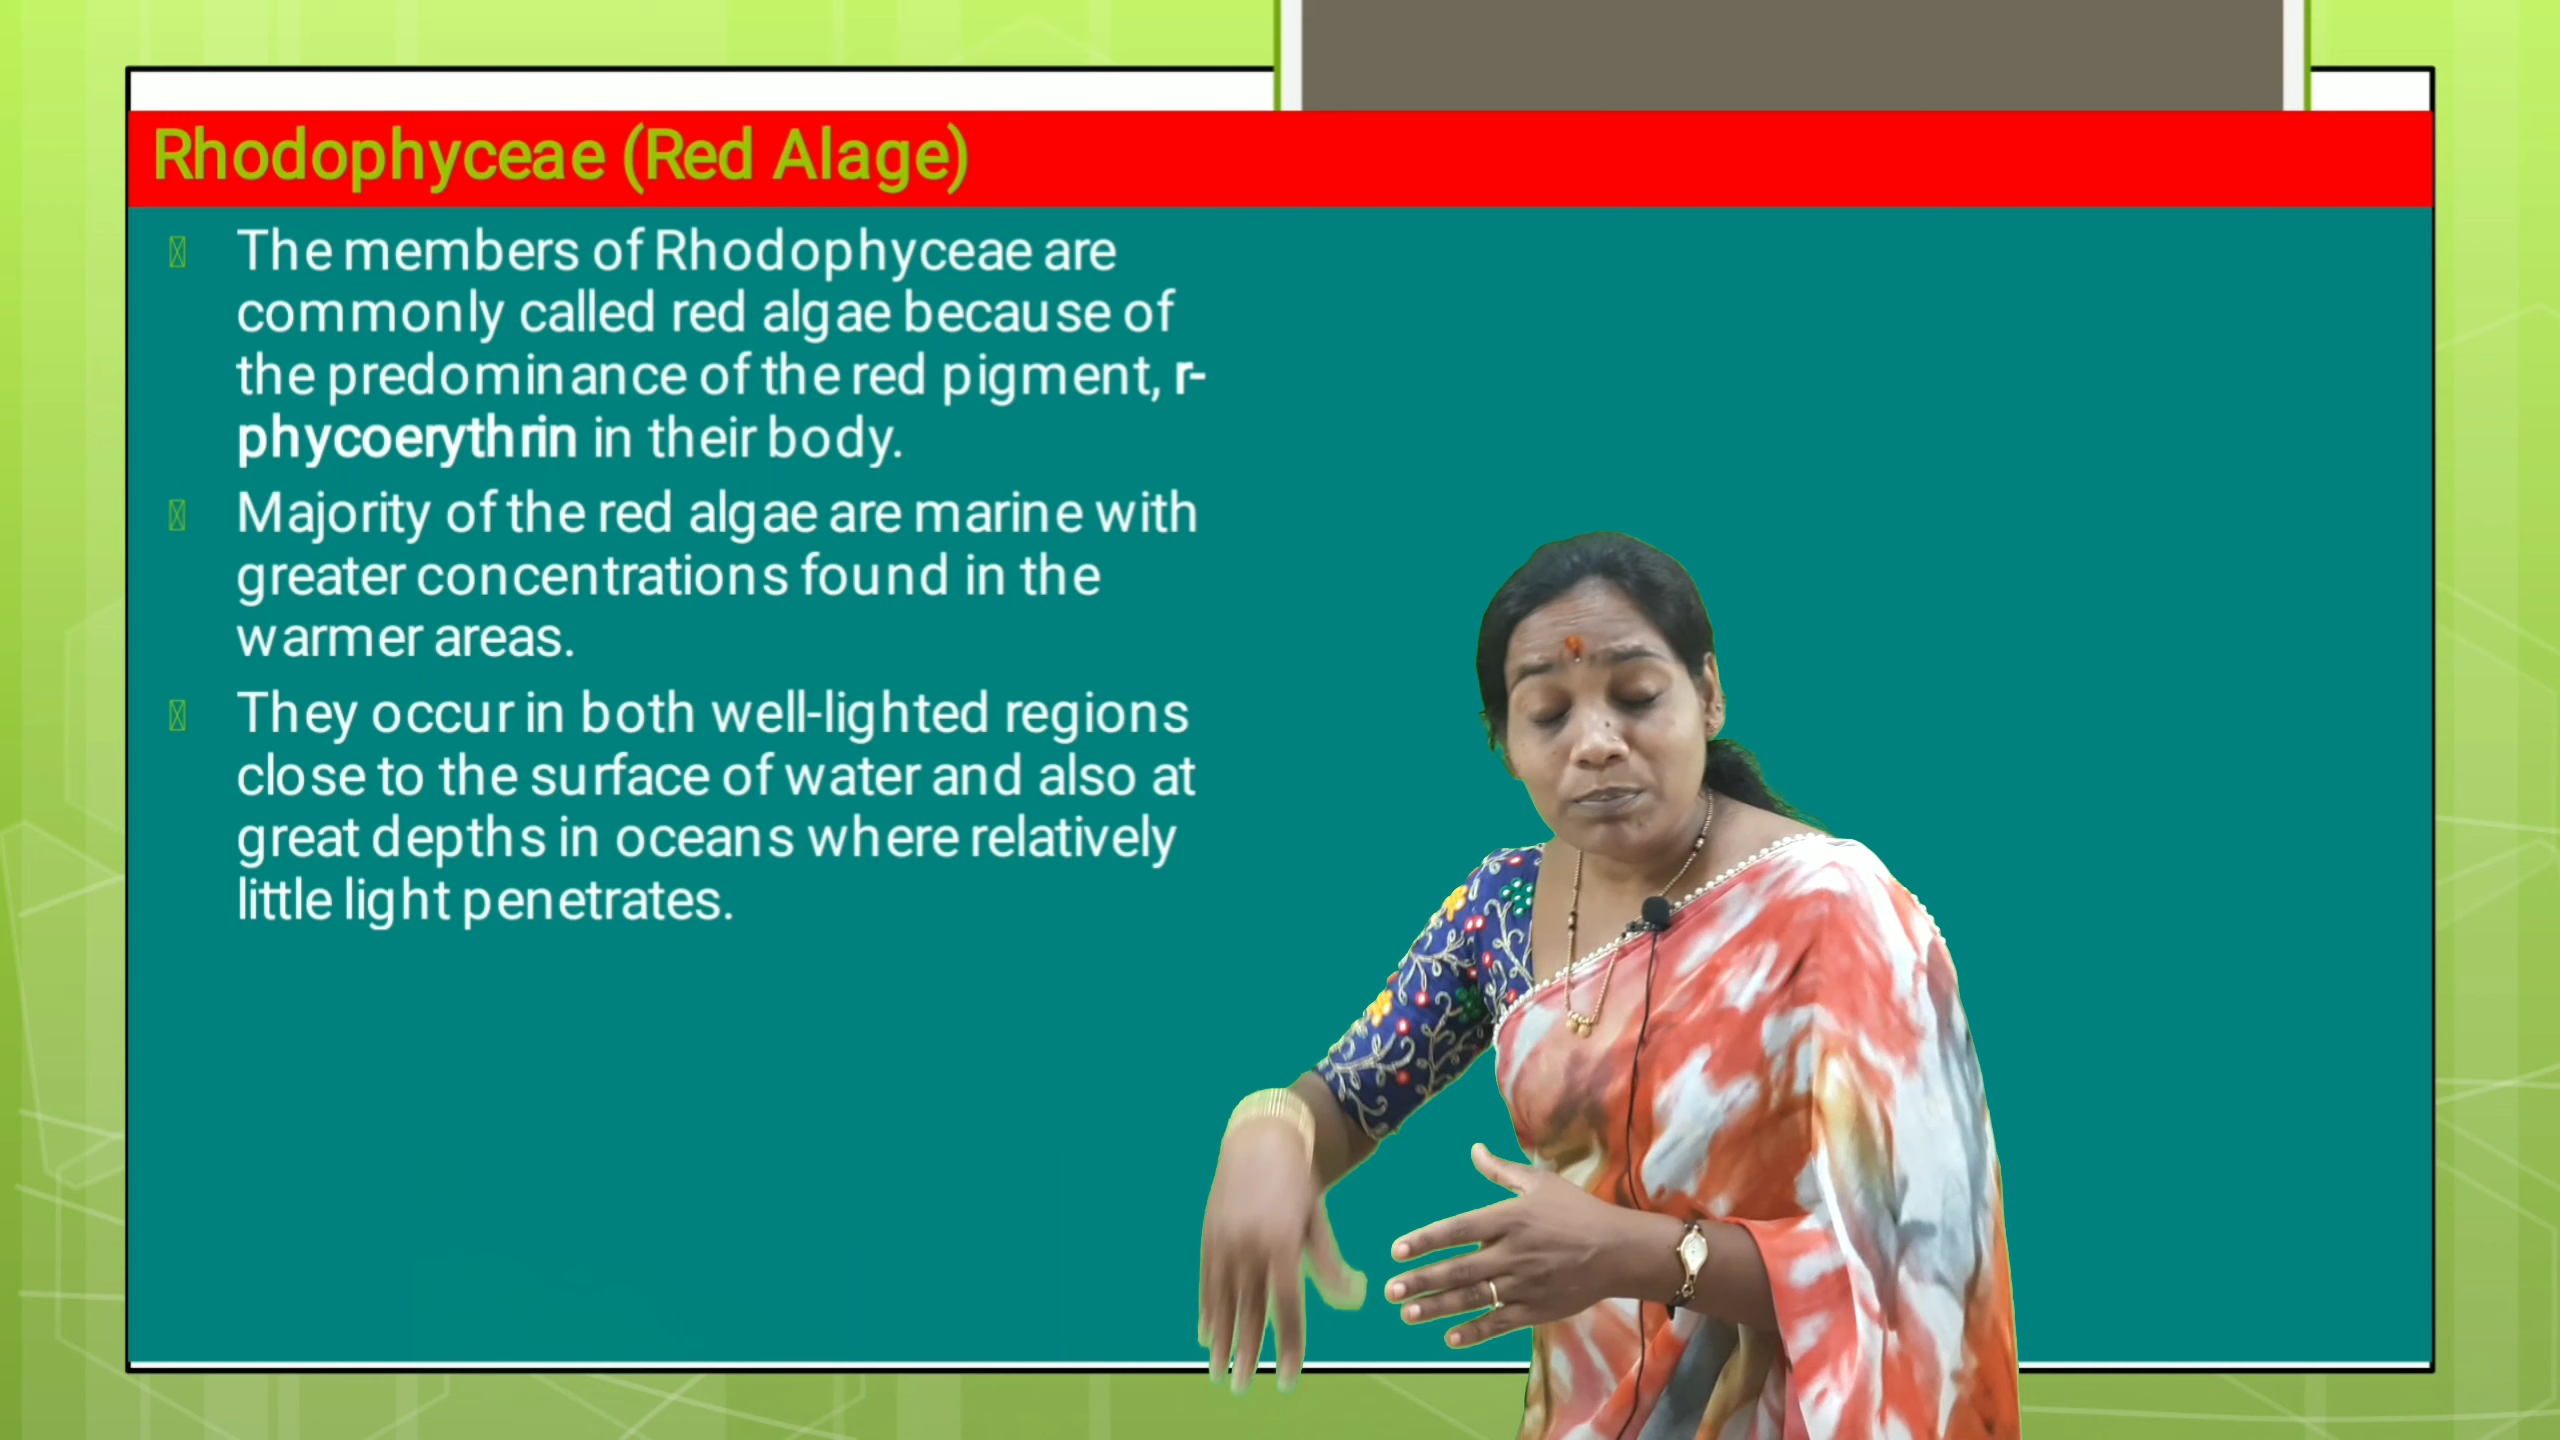 Rhodophyceae (Red Alage)
The members of Rhodophyceae are
commonly called red algae because of
the predominance of the red pigment, r-
phycoerythrin in their body.
Majority of the red algae are marine with
greater concentrations found in the
warmer areas.
They occur in both well-lighted regions
close to the surface of water and also at
great depths in oceans where relatively
little light penetrates.